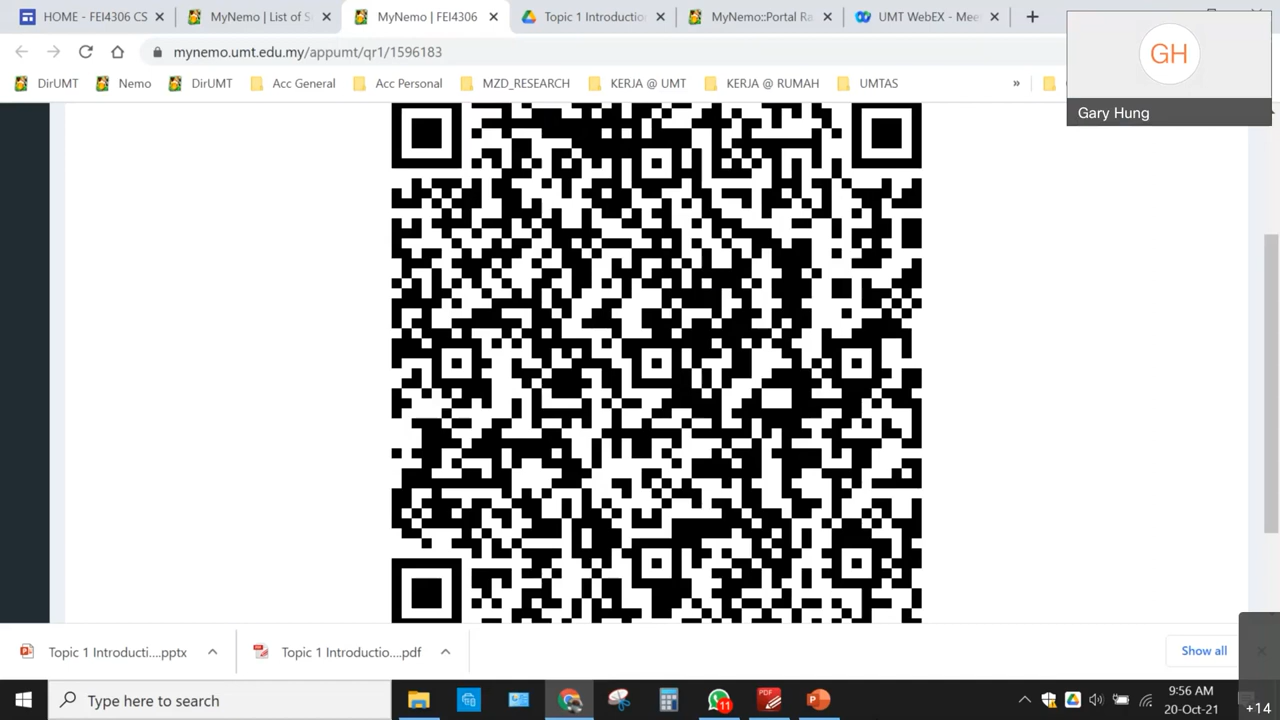 HOME - FEI4306 CS
MyNemo | List of S
MyNemo | FEI4306
Topic 1 Introductio
MyNemo::Portal Ra
UMT WebEX - Mee
mynemo.umt.edu.my/appumt/qr1/1596183
GH
Gary Hung
DirUMT
Nemo
DirUMT
Acc General
Acc Personal
MZD_RESEARCH
KERJA @ UMT
KERJA @ RUMAH
UMTAS
»
Topic 1 Introducti....pptx
Topic 1 Introductio....pdf
Show all
Type here to search
11
PDF
9:56 AM
20-Oct-21
+14